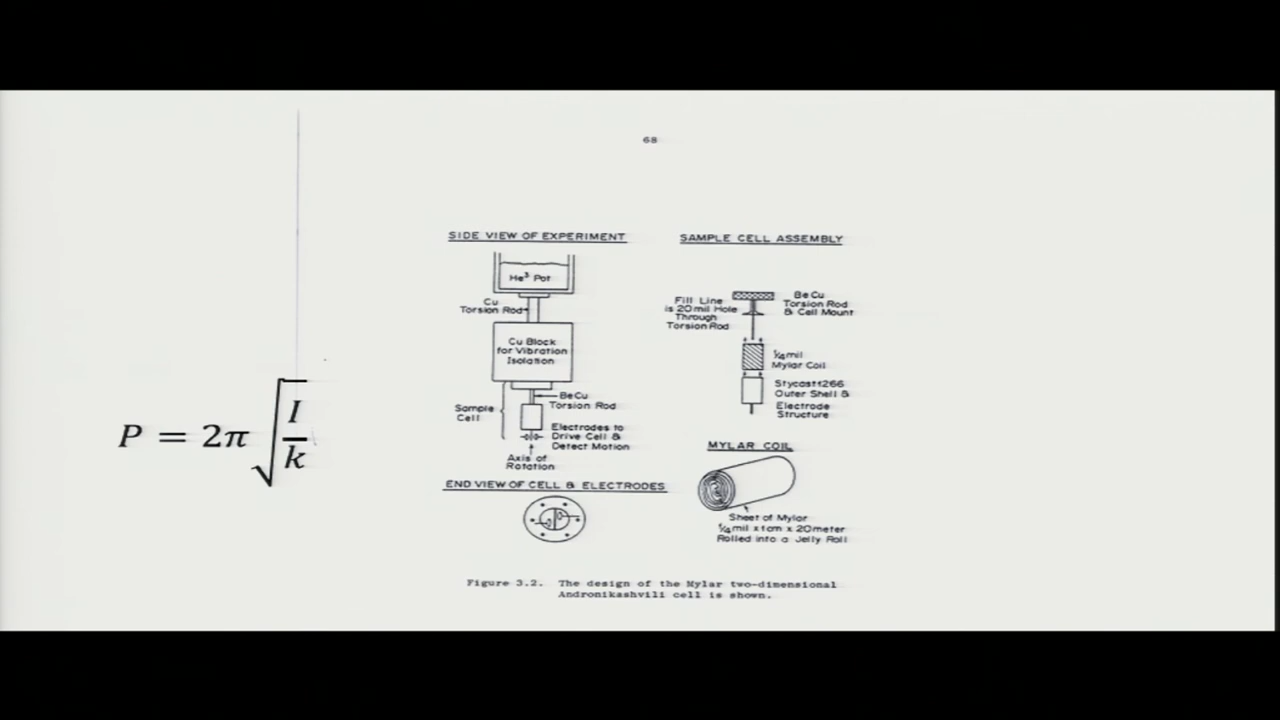 68
SIDE VIEW OF EXPERIMENT
He³ Pot
Cu
Torsion Rod
Cu Block
for Vibration
Isolation
BeCu
Torsion Rod
Sample
Cell
Electrodes to
Drive Cell &
Detect Motion
Axis of
Rotation
END VIEW OF CELL & ELECTRODES
SAMPLE CELL ASSEMBLY
Fill Line
is 20 mil Hole
Through
Torsion Rod
BeCu
Torsion Rod
& Cell Mount
1/4 mil
Mylar Coil
Stycast 1266
Outer Shell &
Electrode
Structure
MYLAR COIL
Sheet of Mylar
1/4 mil x 1 cm x 20 meter
Rolled into a Jelly Roll
P = 2π √(I/k)
Figure 3.2. The design of the Mylar two-dimensional
Andronikashvili cell is shown.